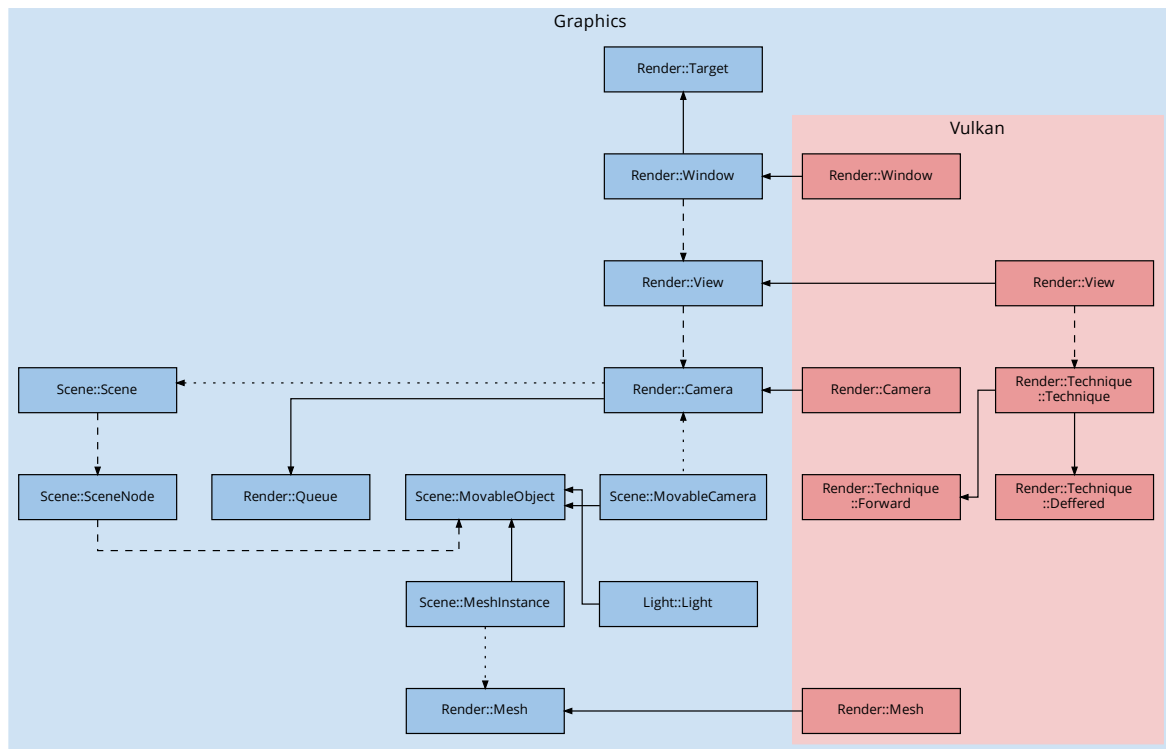 Graphics
Render::Target
Vulkan
Render::Window
Render::Window
Render::View
Render::View
Scene::Scene
Render::Camera
Render::Camera
Render::Technique
::Technique
Scene::SceneNode
Render::Queue
Scene::MovableObject
Scene::MovableCamera
Render::Technique
::Forward
Render::Technique
::Deffered
Scene::MeshInstance
Light::Light
Render::Mesh
Render::Mesh